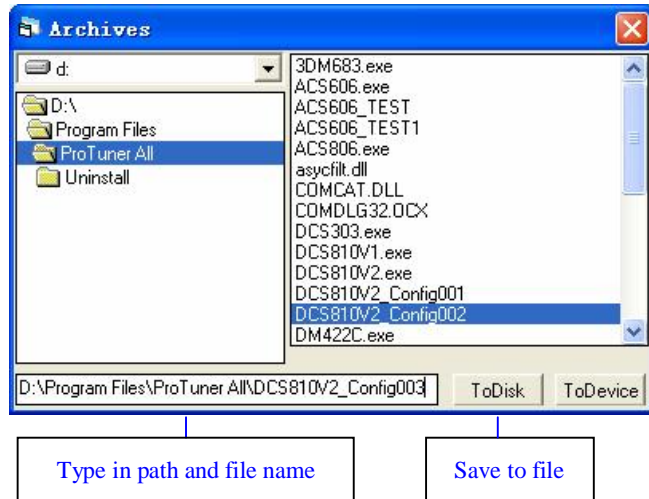 Archives
d:
D:\
Program Files
ProTuner All
Uninstall
3DM683.exe
ACS606.exe
ACS606_TEST
ACS606_TEST1
ACS806.exe
asycfilt.dll
COMCAT.DLL
COMDLG32.OCX
DCS303.exe
DCS810V1.exe
DCS810V2.exe
DCS810V2_Config001
DCS810V2_Config002
DM422C.exe
D:\Program Files\ProTuner All\DCS810V2_Config003
ToDisk
ToDevice
Type in path and file name
Save to file